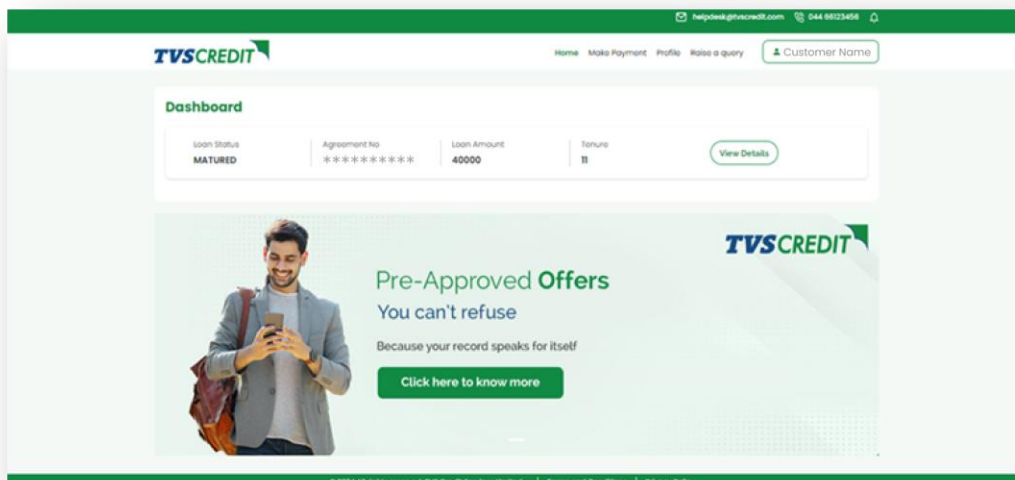 helpdesk@tvscredit.com 044 66123456
TVS CREDIT
Home Make Payment Profile Raise a query Customer Name
Dashboard
Loan Status Agreement No Loan Amount Tenure
MATURED ********** 40000 11 View Details
TVS CREDIT
Pre-Approved Offers
You can't refuse
Because your record speaks for itself
Click here to know more